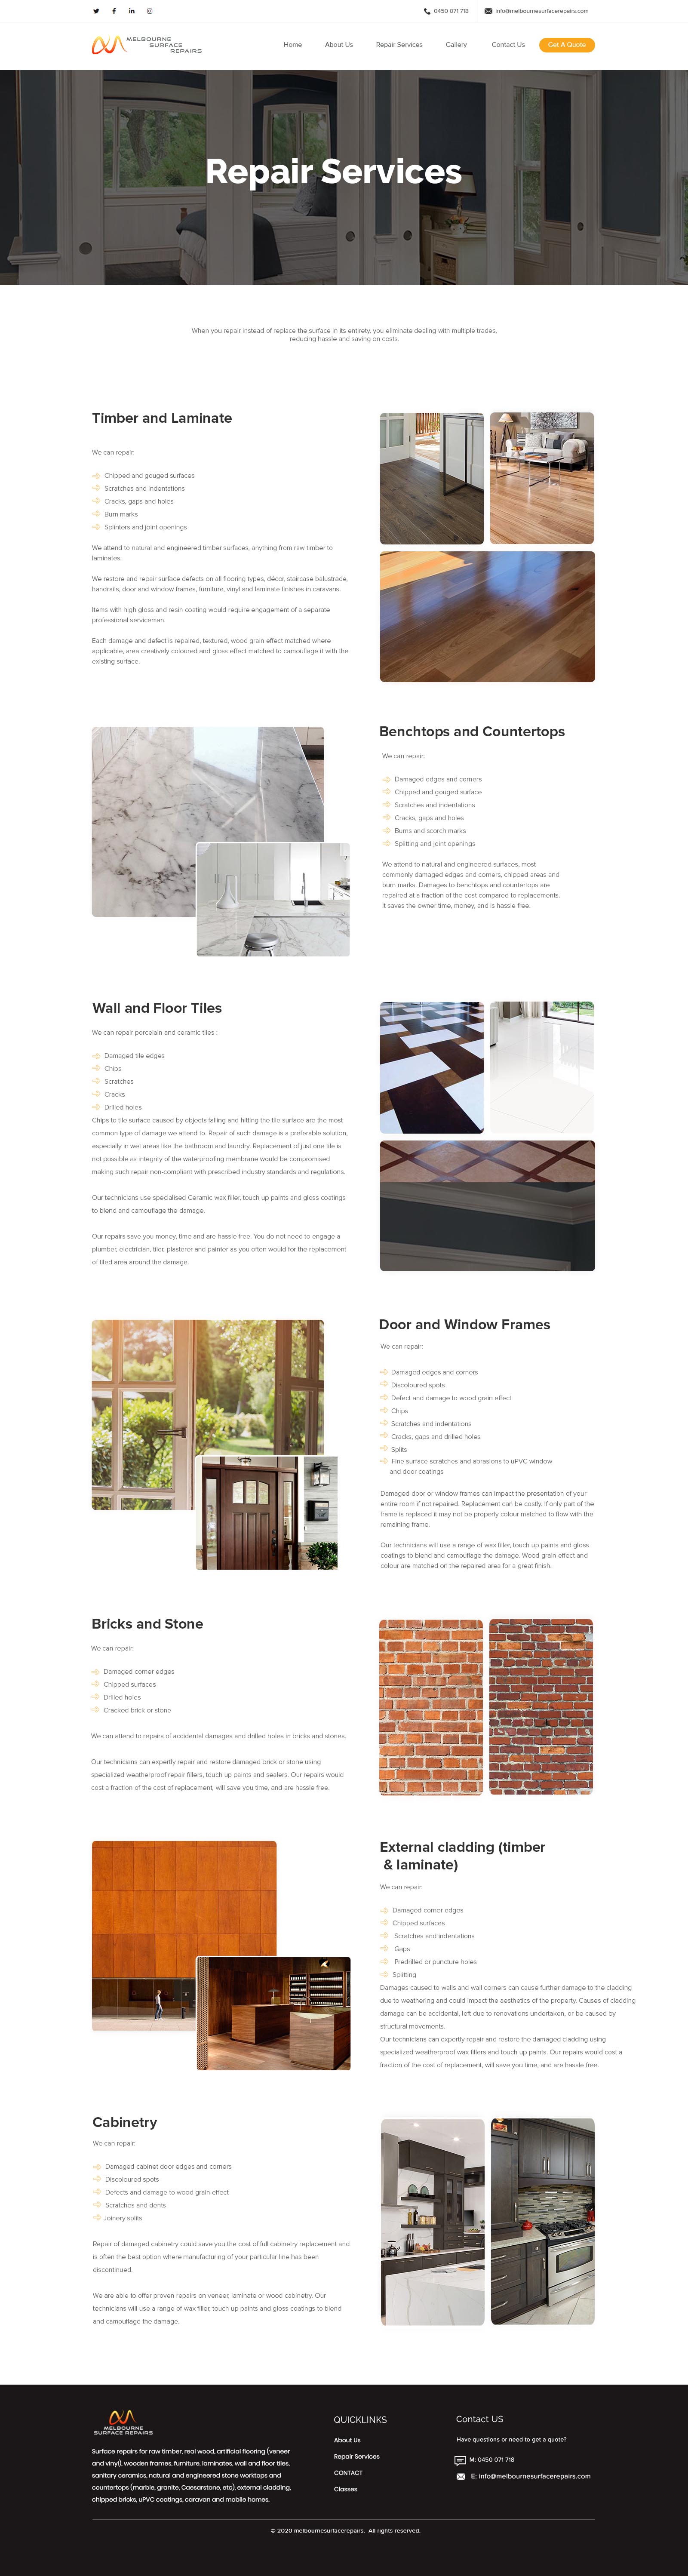 0450 071 718
info@melbournesurfacerepairs.com
MELBOURNE
SURFACE
REPAIRS
Home
About Us
Repair Services
Gallery
Contact Us
Get A Quote
Repair Services
When you repair instead of replace the surface in its entirety, you eliminate dealing with multiple trades,
reducing hassle and saving on costs.
Timber and Laminate
We can repair:
Chipped and gouged surfaces
Scratches and indentations
Cracks, gaps and holes
Burn marks
Splinters and joint openings
We attend to natural and engineered timber surfaces, anything from raw timber to
laminates.
We restore and repair surface defects on all flooring types, décor, staircase balustrade,
handrails, door and window frames, furniture, vinyl and laminate finishes in caravans.
Items with high gloss and resin coating would require engagement of a separate
professional serviceman.
Each damage and defect is repaired, textured, wood grain effect matched where
applicable, area creatively coloured and gloss effect matched to camouflage it with the
existing surface.
Benchtops and Countertops
We can repair:
Damaged edges and corners
Chipped and gouged surface
Scratches and indentations
Cracks, gaps and holes
Burns and scorch marks
Splitting and joint openings
We attend to natural and engineered surfaces, most
commonly damaged edges and corners, chipped areas and
burn marks. Damages to benchtops and countertops are
repaired at a fraction of the cost compared to replacements.
It saves the owner time, money, and is hassle free.
Wall and Floor Tiles
We can repair porcelain and ceramic tiles :
Damaged tile edges
Chips
Scratches
Cracks
Drilled holes
Chips to tile surface caused by objects falling and hitting the tile surface are the most
common type of damage we attend to. Repair of such damage is a preferable solution,
especially in wet areas like the bathroom and laundry. Replacement of just one tile is
not possible as integrity of the waterproofing membrane would be compromised
making such repair non-compliant with prescribed industry standards and regulations.
Our technicians use specialised Ceramic wax filler, touch up paints and gloss coatings
to blend and camouflage the damage.
Our repairs save you money, time and are hassle free. You do not need to engage a
plumber, electrician, tiler, plasterer and painter as you often would for the replacement
of tiled area around the damage.
Door and Window Frames
We can repair:
Damaged edges and corners
Discoloured spots
Defect and damage to wood grain effect
Chips
Scratches and indentations
Cracks, gaps and drilled holes
Splits
Fine surface scratches and abrasions to uPVC window
and door coatings
Damaged door or window frames can impact the presentation of your
entire room if not repaired. Replacement can be costly. If only part of the
frame is replaced it may not be properly colour matched to flow with the
remaining frame.
Our technicians will use a range of wax filler, touch up paints and gloss
coatings to blend and camouflage the damage. Wood grain effect and
colour are matched on the repaired area for a great finish.
Bricks and Stone
We can repair:
Damaged corner edges
Chipped surfaces
Drilled holes
Cracked brick or stone
We can attend to repairs of accidental damages and drilled holes in bricks and stones.
Our technicians can expertly repair and restore damaged brick or stone using
specialized weatherproof repair fillers, touch up paints and sealers. Our repairs would
cost a fraction of the cost of replacement, will save you time, and are hassle free.
External cladding (timber
& laminate)
We can repair:
Damaged corner edges
Chipped surfaces
Scratches and indentations
Gaps
Predrilled or puncture holes
Splitting
Damages caused to walls and wall corners can cause further damage to the cladding
due to weathering and could impact the aesthetics of the property. Causes of cladding
damage can be accidental, left due to renovations undertaken, or be caused by
structural movements.
Our technicians can expertly repair and restore the damaged cladding using
specialized weatherproof wax fillers and touch up paints. Our repairs would cost a
fraction of the cost of replacement, will save you time, and are hassle free.
Cabinetry
We can repair:
Damaged cabinet door edges and corners
Discoloured spots
Defects and damage to wood grain effect
Scratches and dents
Joinery splits
Repair of damaged cabinetry could save you the cost of full cabinetry replacement and
is often the best option where manufacturing of your particular line has been
discontinued.
We are able to offer proven repairs on veneer, laminate or wood cabinetry. Our
technicians will use a range of wax filler, touch up paints and gloss coatings to blend
and camouflage the damage.
MELBOURNE
SURFACE REPAIRS
Surface repairs for raw timber, real wood, artificial flooring (veneer
and vinyl), wooden frames, furniture, laminates, wall and floor tiles,
sanitary ceramics, natural and engineered stone worktops and
countertops (marble, granite, Caesarstone, etc), external cladding,
chipped bricks, uPVC coatings, caravan and mobile homes.
QUICKLINKS
About Us
Repair Services
CONTACT
Classes
Contact US
Have questions or need to get a quote?
M: 0450 071 718
E: info@melbournesurfacerepairs.com
© 2020 melbournesurfacerepairs. All rights reserved.